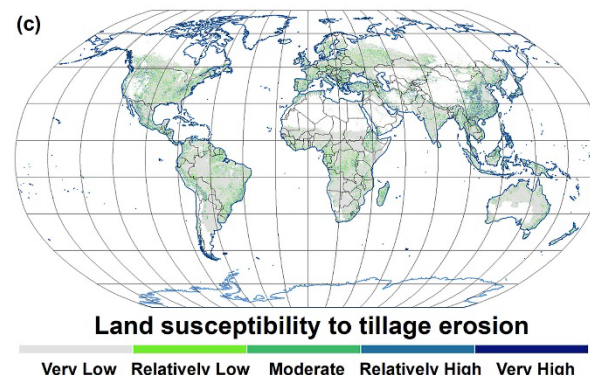 (c)
Land susceptibility to tillage erosion
Very Low Relatively Low Moderate Relatively High Very High